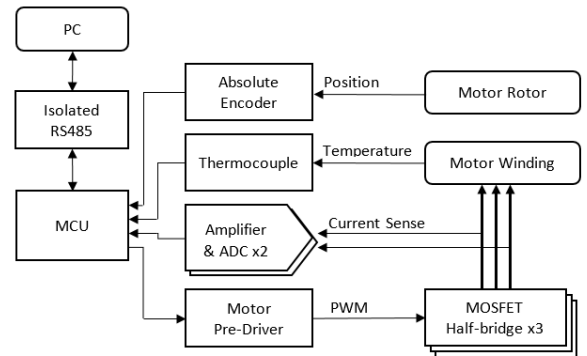 PC
Isolated
RS485
MCU
Absolute
Encoder
Position
Motor Rotor
Thermocouple
Temperature
Motor Winding
Amplifier
& ADC x2
Current Sense
Motor
Pre-Driver
PWM
MOSFET
Half-bridge x3